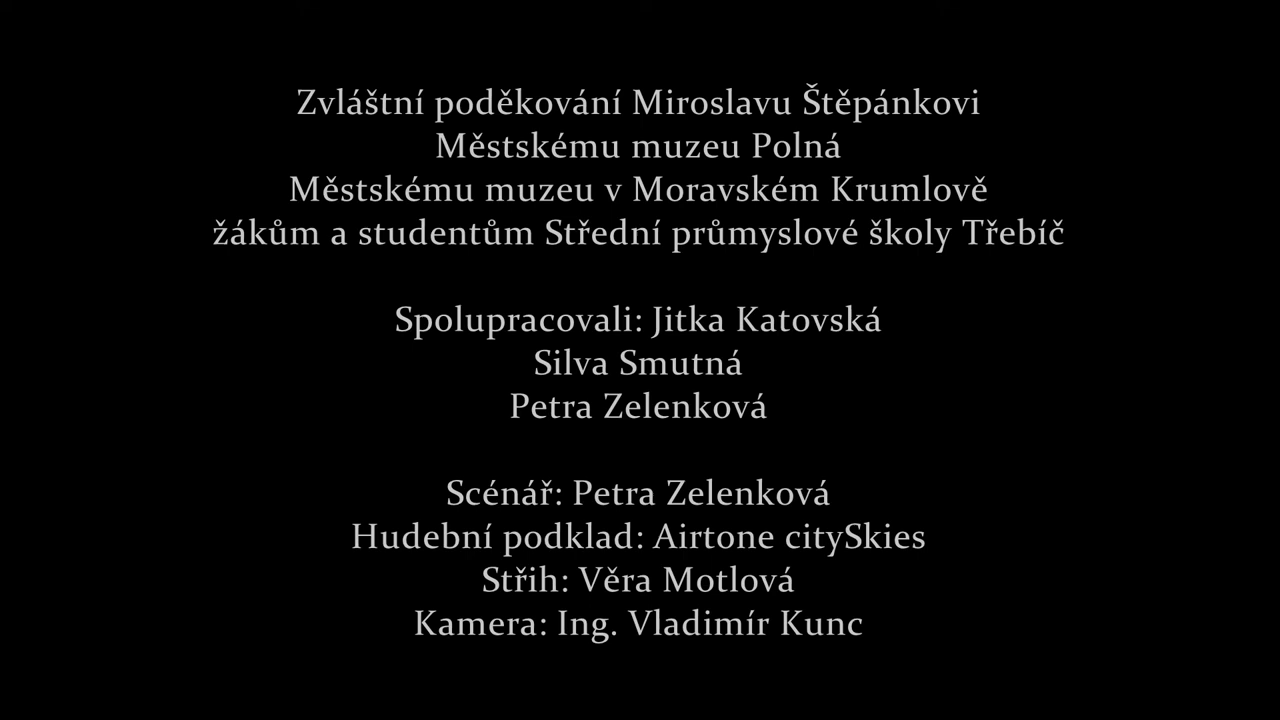 Zvláštní poděkování Miroslavu Štěpánkovi
Městskému muzeu Polná
Městskému muzeu v Moravském Krumlově
žákům a studentům Střední průmyslové školy Třebíč
Spolupracovali: Jitka Katovská
Silva Smutná
Petra Zelenková
Scénář: Petra Zelenková
Hudební podklad: Airtone citySkies
Střih: Věra Motlová
Kamera: Ing. Vladimír Kunc